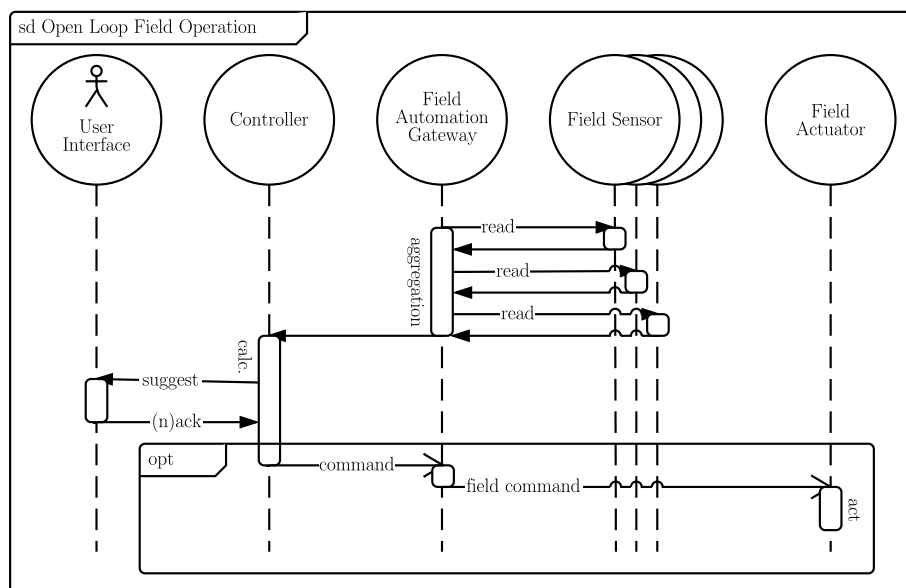 sd Open Loop Field Operation
User
Interface
Controller
Field
Automation
Gateway
Field Sensor
Field
Actuator
read
aggregation
read
read
calc.
suggest
(n)ack
opt
command
field command
act